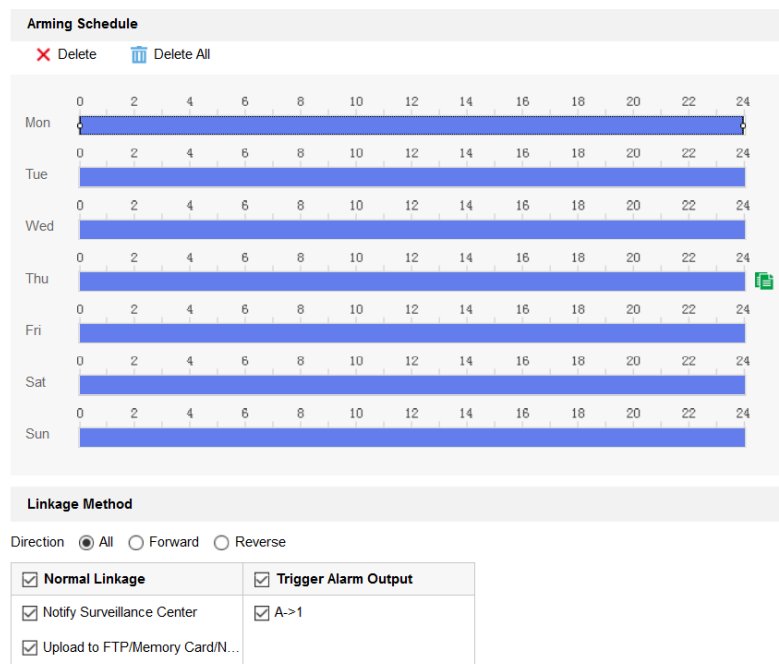 Arming Schedule
Delete Delete All
0 2 4 6 8 10 12 14 16 18 20 22 24
Mon
0 2 4 6 8 10 12 14 16 18 20 22 24
Tue
0 2 4 6 8 10 12 14 16 18 20 22 24
Wed
0 2 4 6 8 10 12 14 16 18 20 22 24
Thu
0 2 4 6 8 10 12 14 16 18 20 22 24
Fri
0 2 4 6 8 10 12 14 16 18 20 22 24
Sat
0 2 4 6 8 10 12 14 16 18 20 22 24
Sun
Linkage Method
Direction All Forward Reverse
Normal Linkage Trigger Alarm Output
Notify Surveillance Center A->1
Upload to FTP/Memory Card/N...